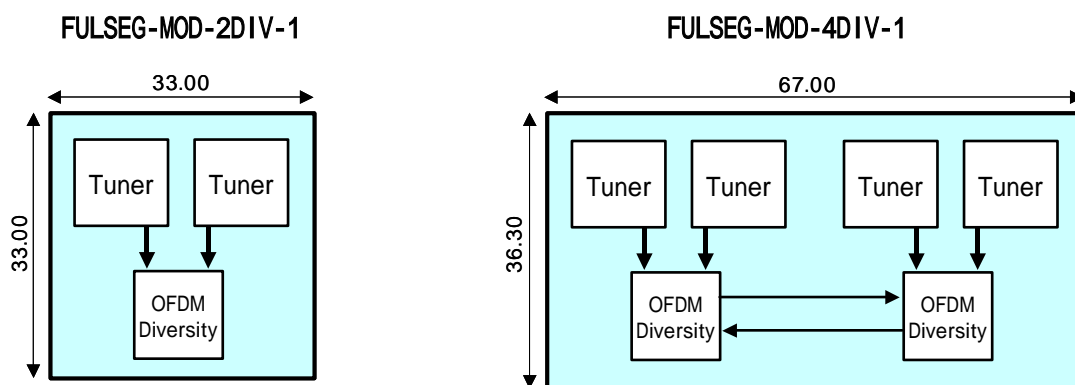 FULSEG-MOD-2DIV-1
33.00
33.00
Tuner
Tuner
OFDM
Diversity
FULSEG-MOD-4DIV-1
67.00
36.30
Tuner
Tuner
Tuner
Tuner
OFDM
Diversity
OFDM
Diversity